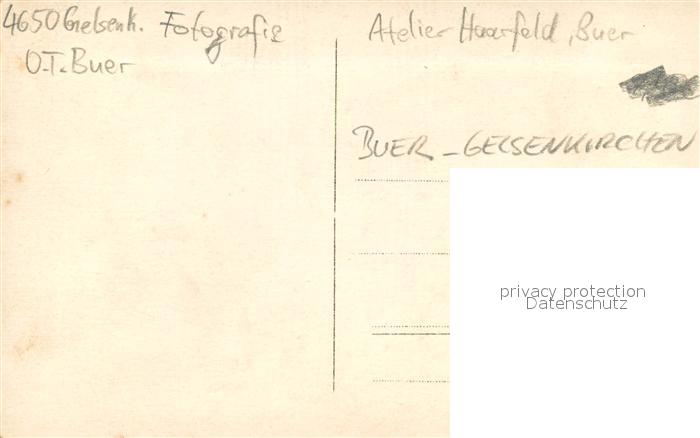 4650 Gelsenk. Fotografie
O.T. Buer
Atelier Haarfeld, Buer
BUER - GELSENKIRCHEN
privacy protection
Datenschutz